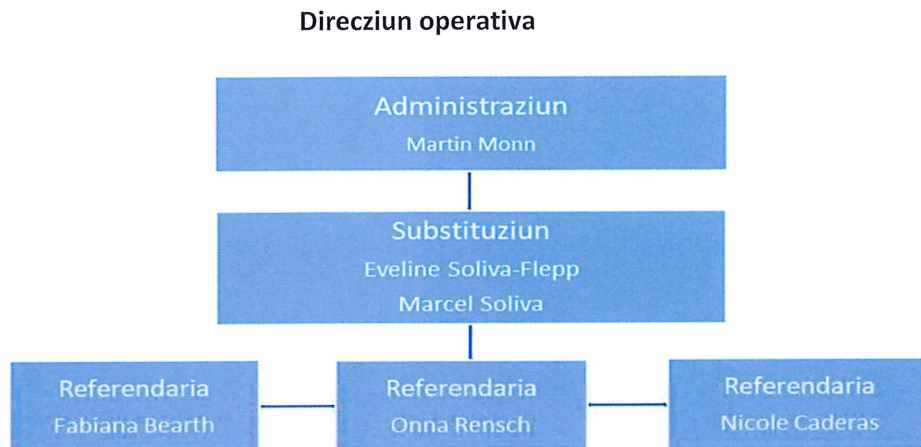 Direcziun operativa
Administraziun
Martin Monn
Substituziun
Eveline Soliva-Flepp
Marcel Soliva
Referendaria
Fabiana Bearth
Referendaria
Onna Rensch
Referendaria
Nicole Caderas